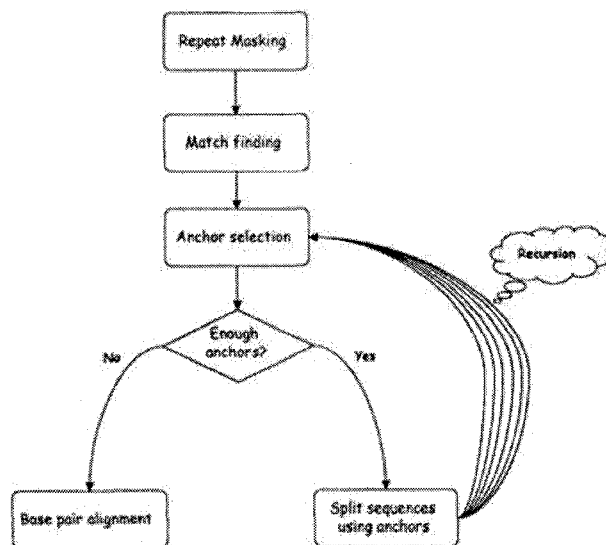 Repeat Masking
Match finding
Anchor selection
Recursion
Enough
anchors?
No
Yes
Base pair alignment
Split sequences
using anchors